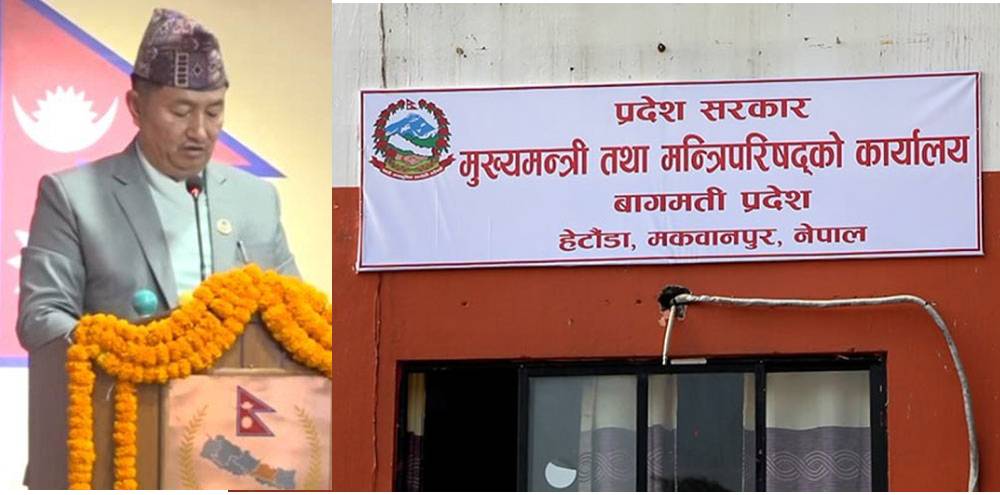 प्रदेश सरकार
मुख्यमन्त्री तथा मन्त्रिपरिषद्को कार्यालय
बागमती प्रदेश
हेटौंडा, मकवानपुर, नेपाल